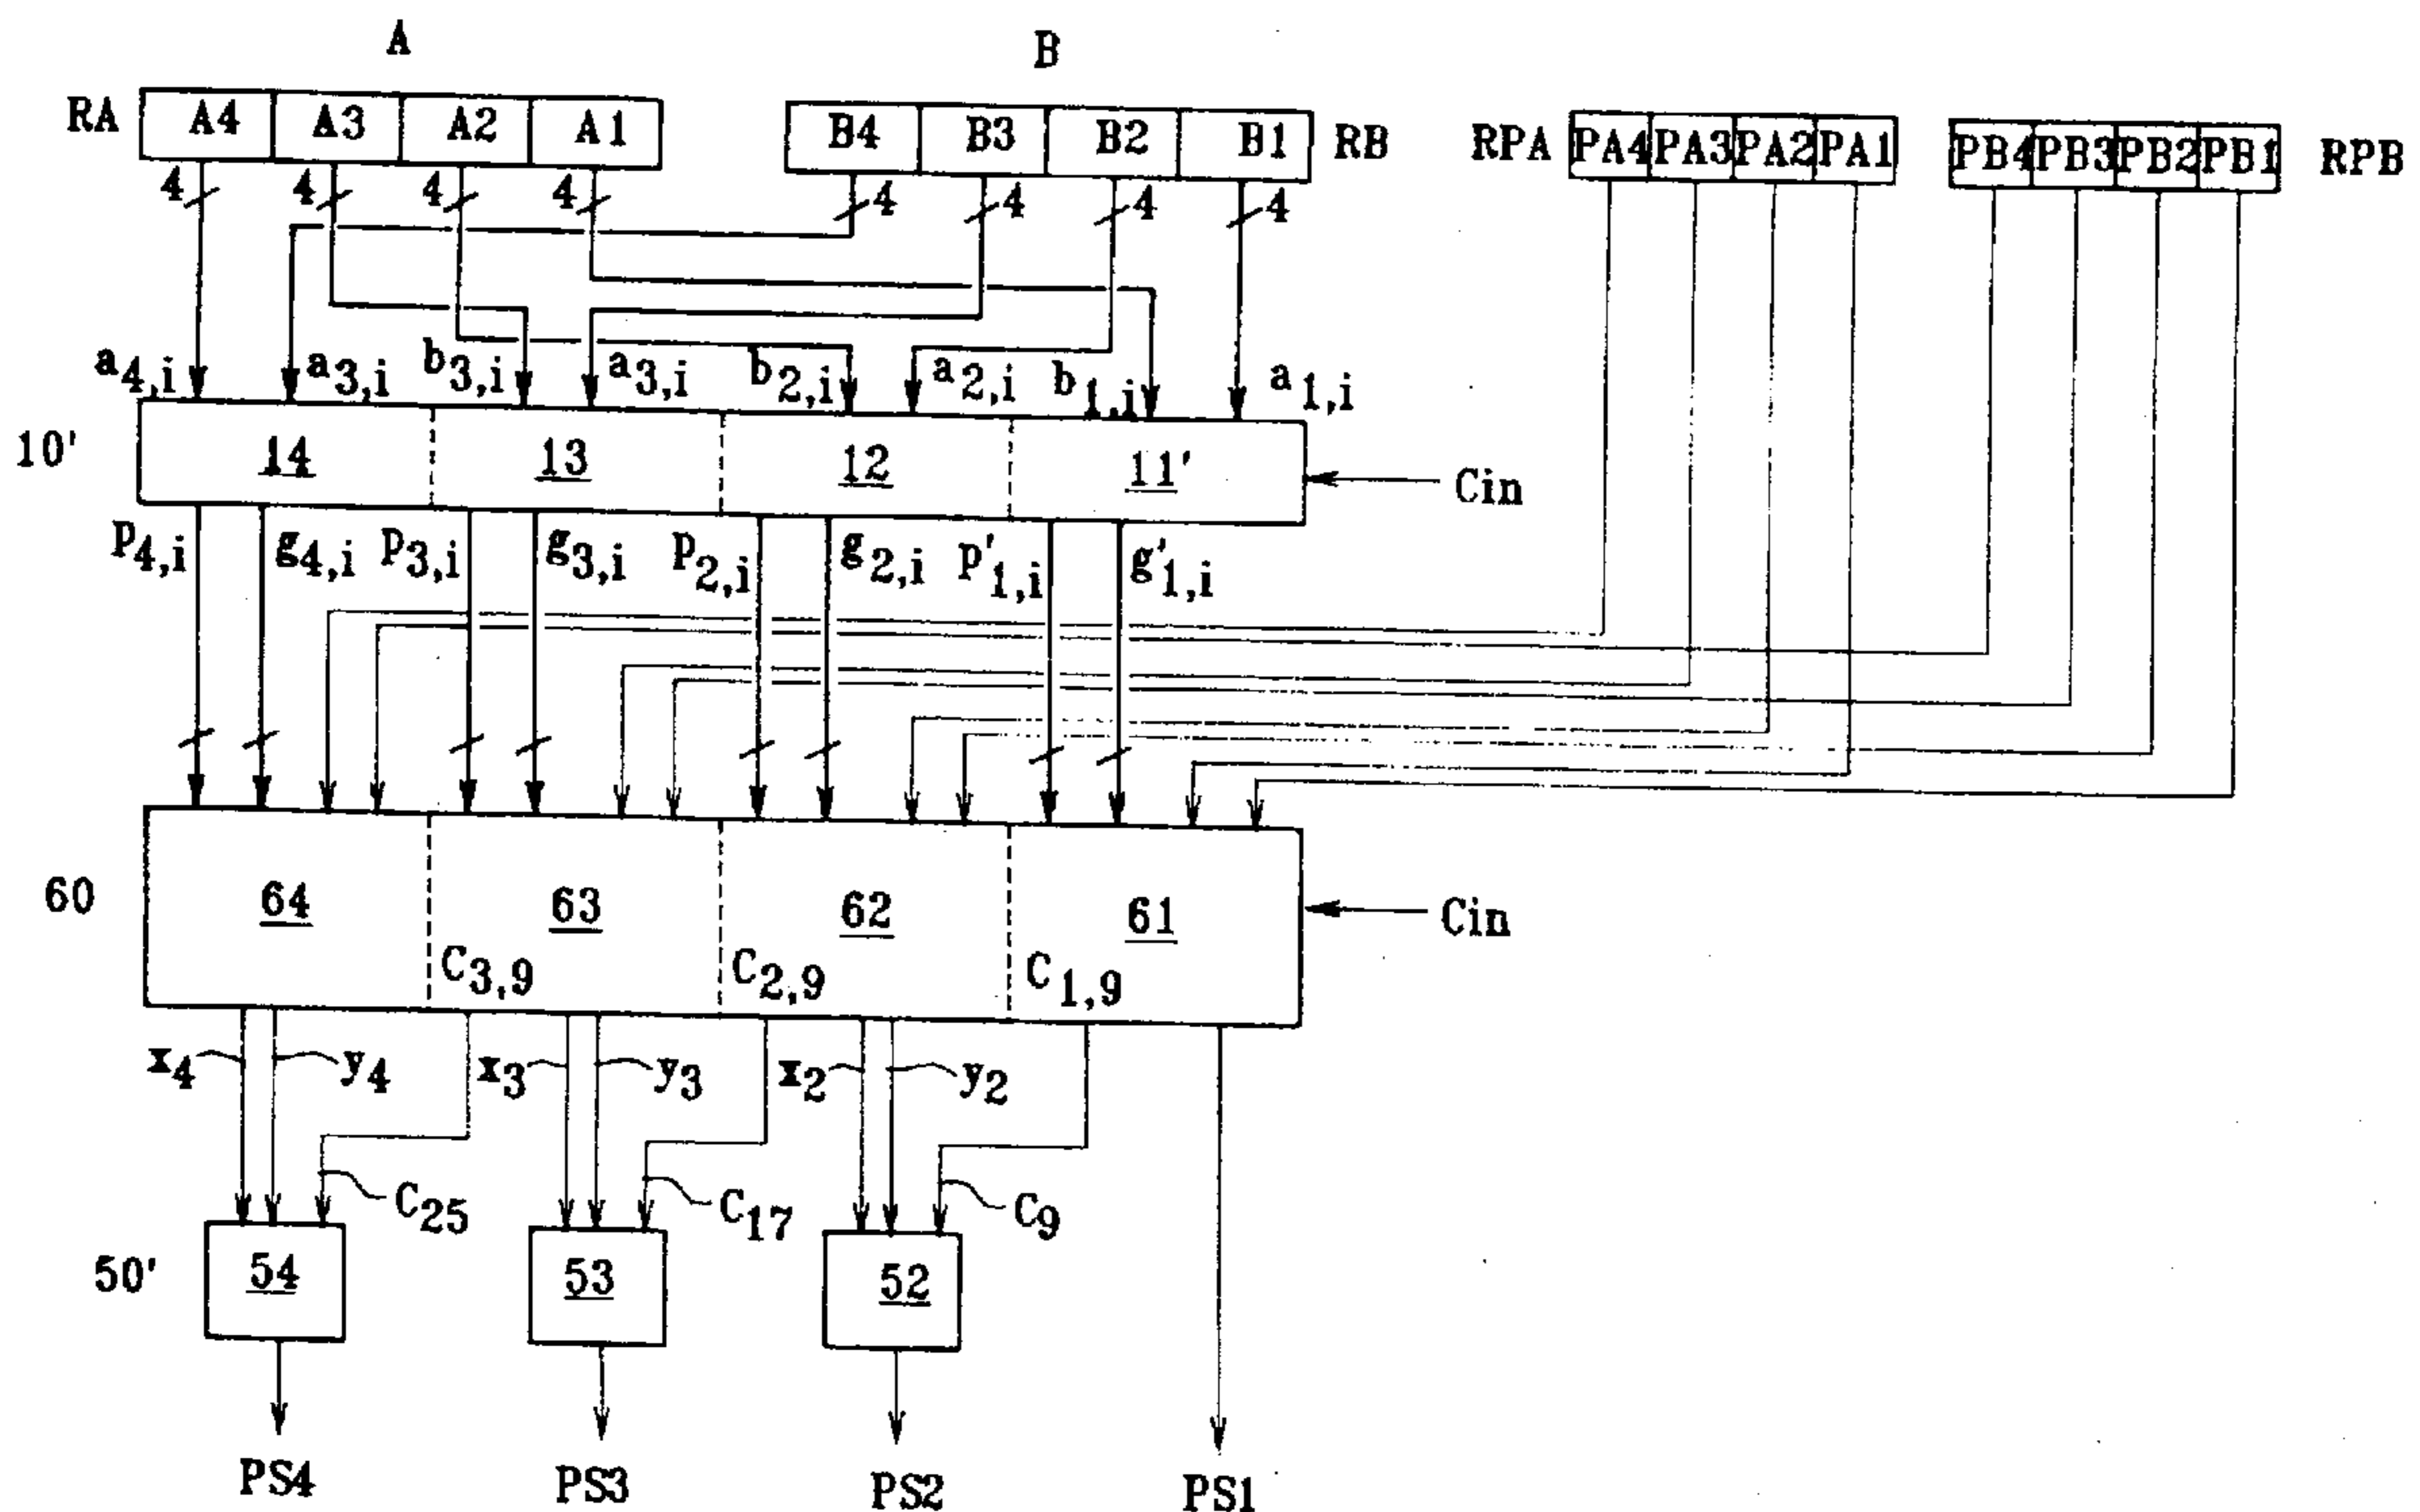 A B
RA A4 A3 A2 A1 B4 B3 B2 B1 RB RPA PA4 PA3 PA2 PA1 PB4 PB3 PB2 PB1 RPB
4 4 4 4 4 4 4 4
a4,i a3,i b3,i a3,i b2,i a2,i b1,i a1,i
10' 14 13 12 11' Cin
p4,i g4,i p3,i g3,i p2,i g2,i p'1,i g'1,i
60 64 63 62 61 Cin
C3,9 C2,9 C1,9
x4 y4 x3 y3 x2 y2
C25 C17 C9
50' 54 53 52
PS4 PS3 PS2 PS1